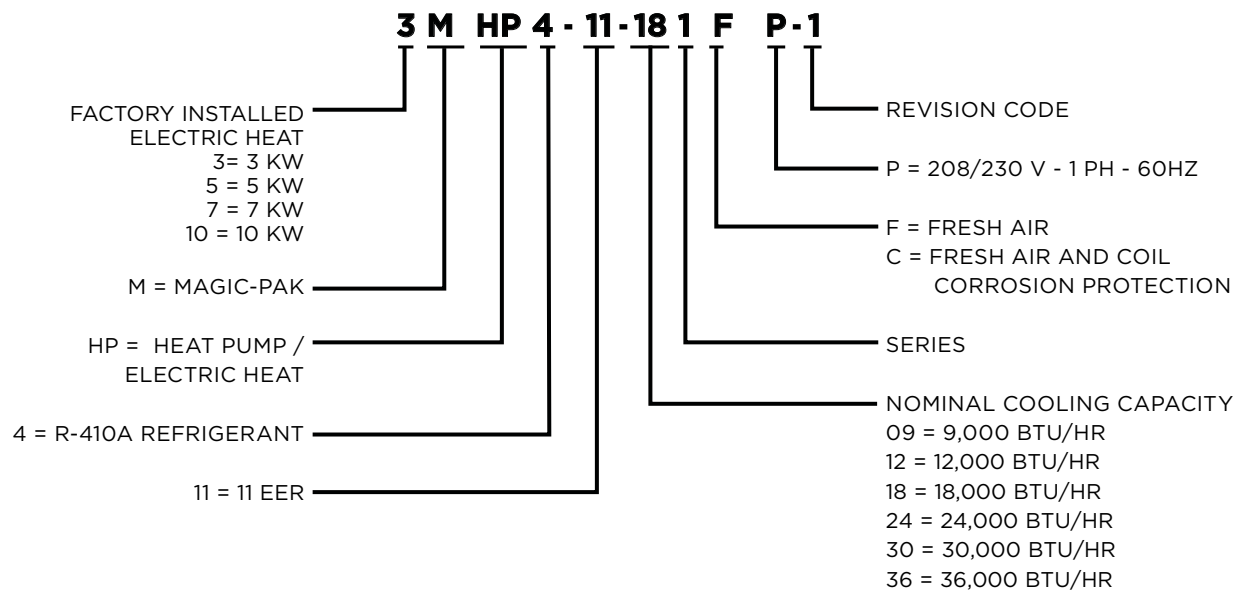 3 M HP 4 - 11 - 18 1 F P - 1
FACTORY INSTALLED
ELECTRIC HEAT
3= 3 KW
5 = 5 KW
7 = 7 KW
10 = 10 KW
M = MAGIC-PAK
HP = HEAT PUMP /
ELECTRIC HEAT
4 = R-410A REFRIGERANT
11 = 11 EER
REVISION CODE
P = 208/230 V - 1 PH - 60HZ
F = FRESH AIR
C = FRESH AIR AND COIL
CORROSION PROTECTION
SERIES
NOMINAL COOLING CAPACITY
09 = 9,000 BTU/HR
12 = 12,000 BTU/HR
18 = 18,000 BTU/HR
24 = 24,000 BTU/HR
30 = 30,000 BTU/HR
36 = 36,000 BTU/HR